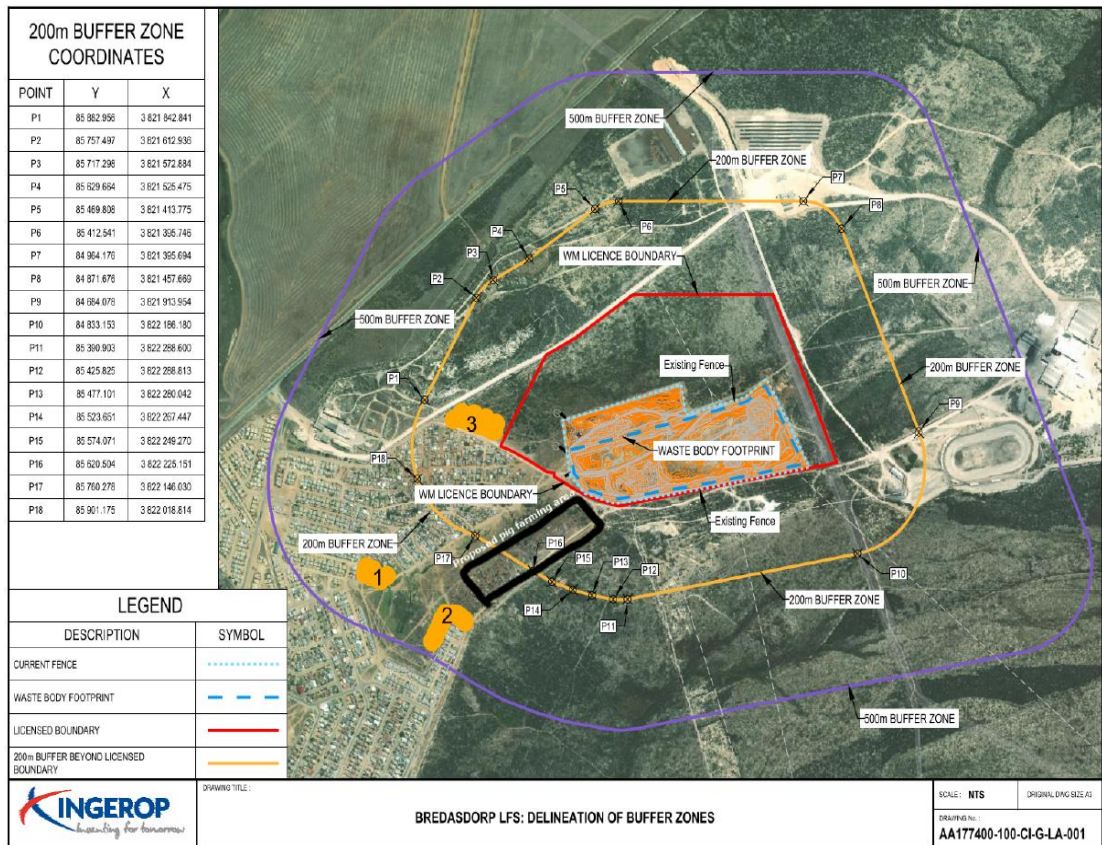 200m BUFFER ZONE
COORDINATES
POINT Y X
P1 85 882.956 3 821 842.841
P2 85 757.497 3 821 612.936
P3 85 717.298 3 821 572.884
P4 85 629.664 3 821 525.475
P5 85 469.808 3 821 413.775
P6 85 412.541 3 821 395.746
P7 84 964.176 3 821 395.694
P8 84 871.676 3 821 457.669
P9 84 684.078 3 821 913.954
P10 84 833.153 3 822 186.180
P11 85 390.903 3 822 288.600
P12 85 425.825 3 822 288.813
P13 85 477.101 3 822 280.042
P14 85 523.651 3 822 267.447
P15 85 574.071 3 822 249.270
P16 85 620.504 3 822 225.151
P17 85 760.278 3 822 146.030
P18 85 901.175 3 822 018.814
LEGEND
DESCRIPTION SYMBOL
CURRENT FENCE
WASTE BODY FOOTPRINT
LICENSED BOUNDARY
200m BUFFER BEYOND LICENSED
BOUNDARY
500m BUFFER ZONE
200m BUFFER ZONE
P5
P6
P7
P8
P4
P3
P2
WM LICENCE BOUNDARY
500m BUFFER ZONE
500m BUFFER ZONE
Existing Fence
200m BUFFER ZONE
P1
3
P9
WASTE BODY FOOTPRINT
P18
WM LICENCE BOUNDARY
Existing Fence
Proposed pig farming area
200m BUFFER ZONE
P17
P16
P15
P13
P12
P10
1
2
P14
P11
200m BUFFER ZONE
500m BUFFER ZONE
INGEROP
Inventing for tomorrow
DRAWING TITLE :
BREDASDORP LFS: DELINEATION OF BUFFER ZONES
SCALE : NTS
ORIGINAL DWG SIZE A3
DRAWING No. :
AA177400-100-CI-G-LA-001